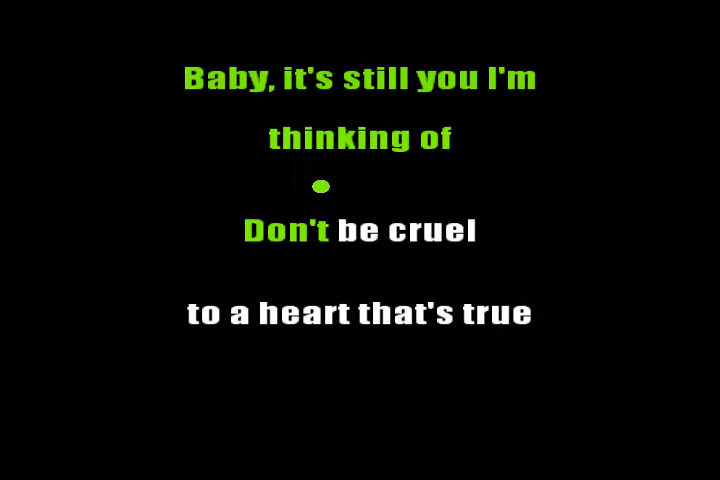 Baby, it's still you I'm
thinking of
Don't be cruel
to a heart that's true